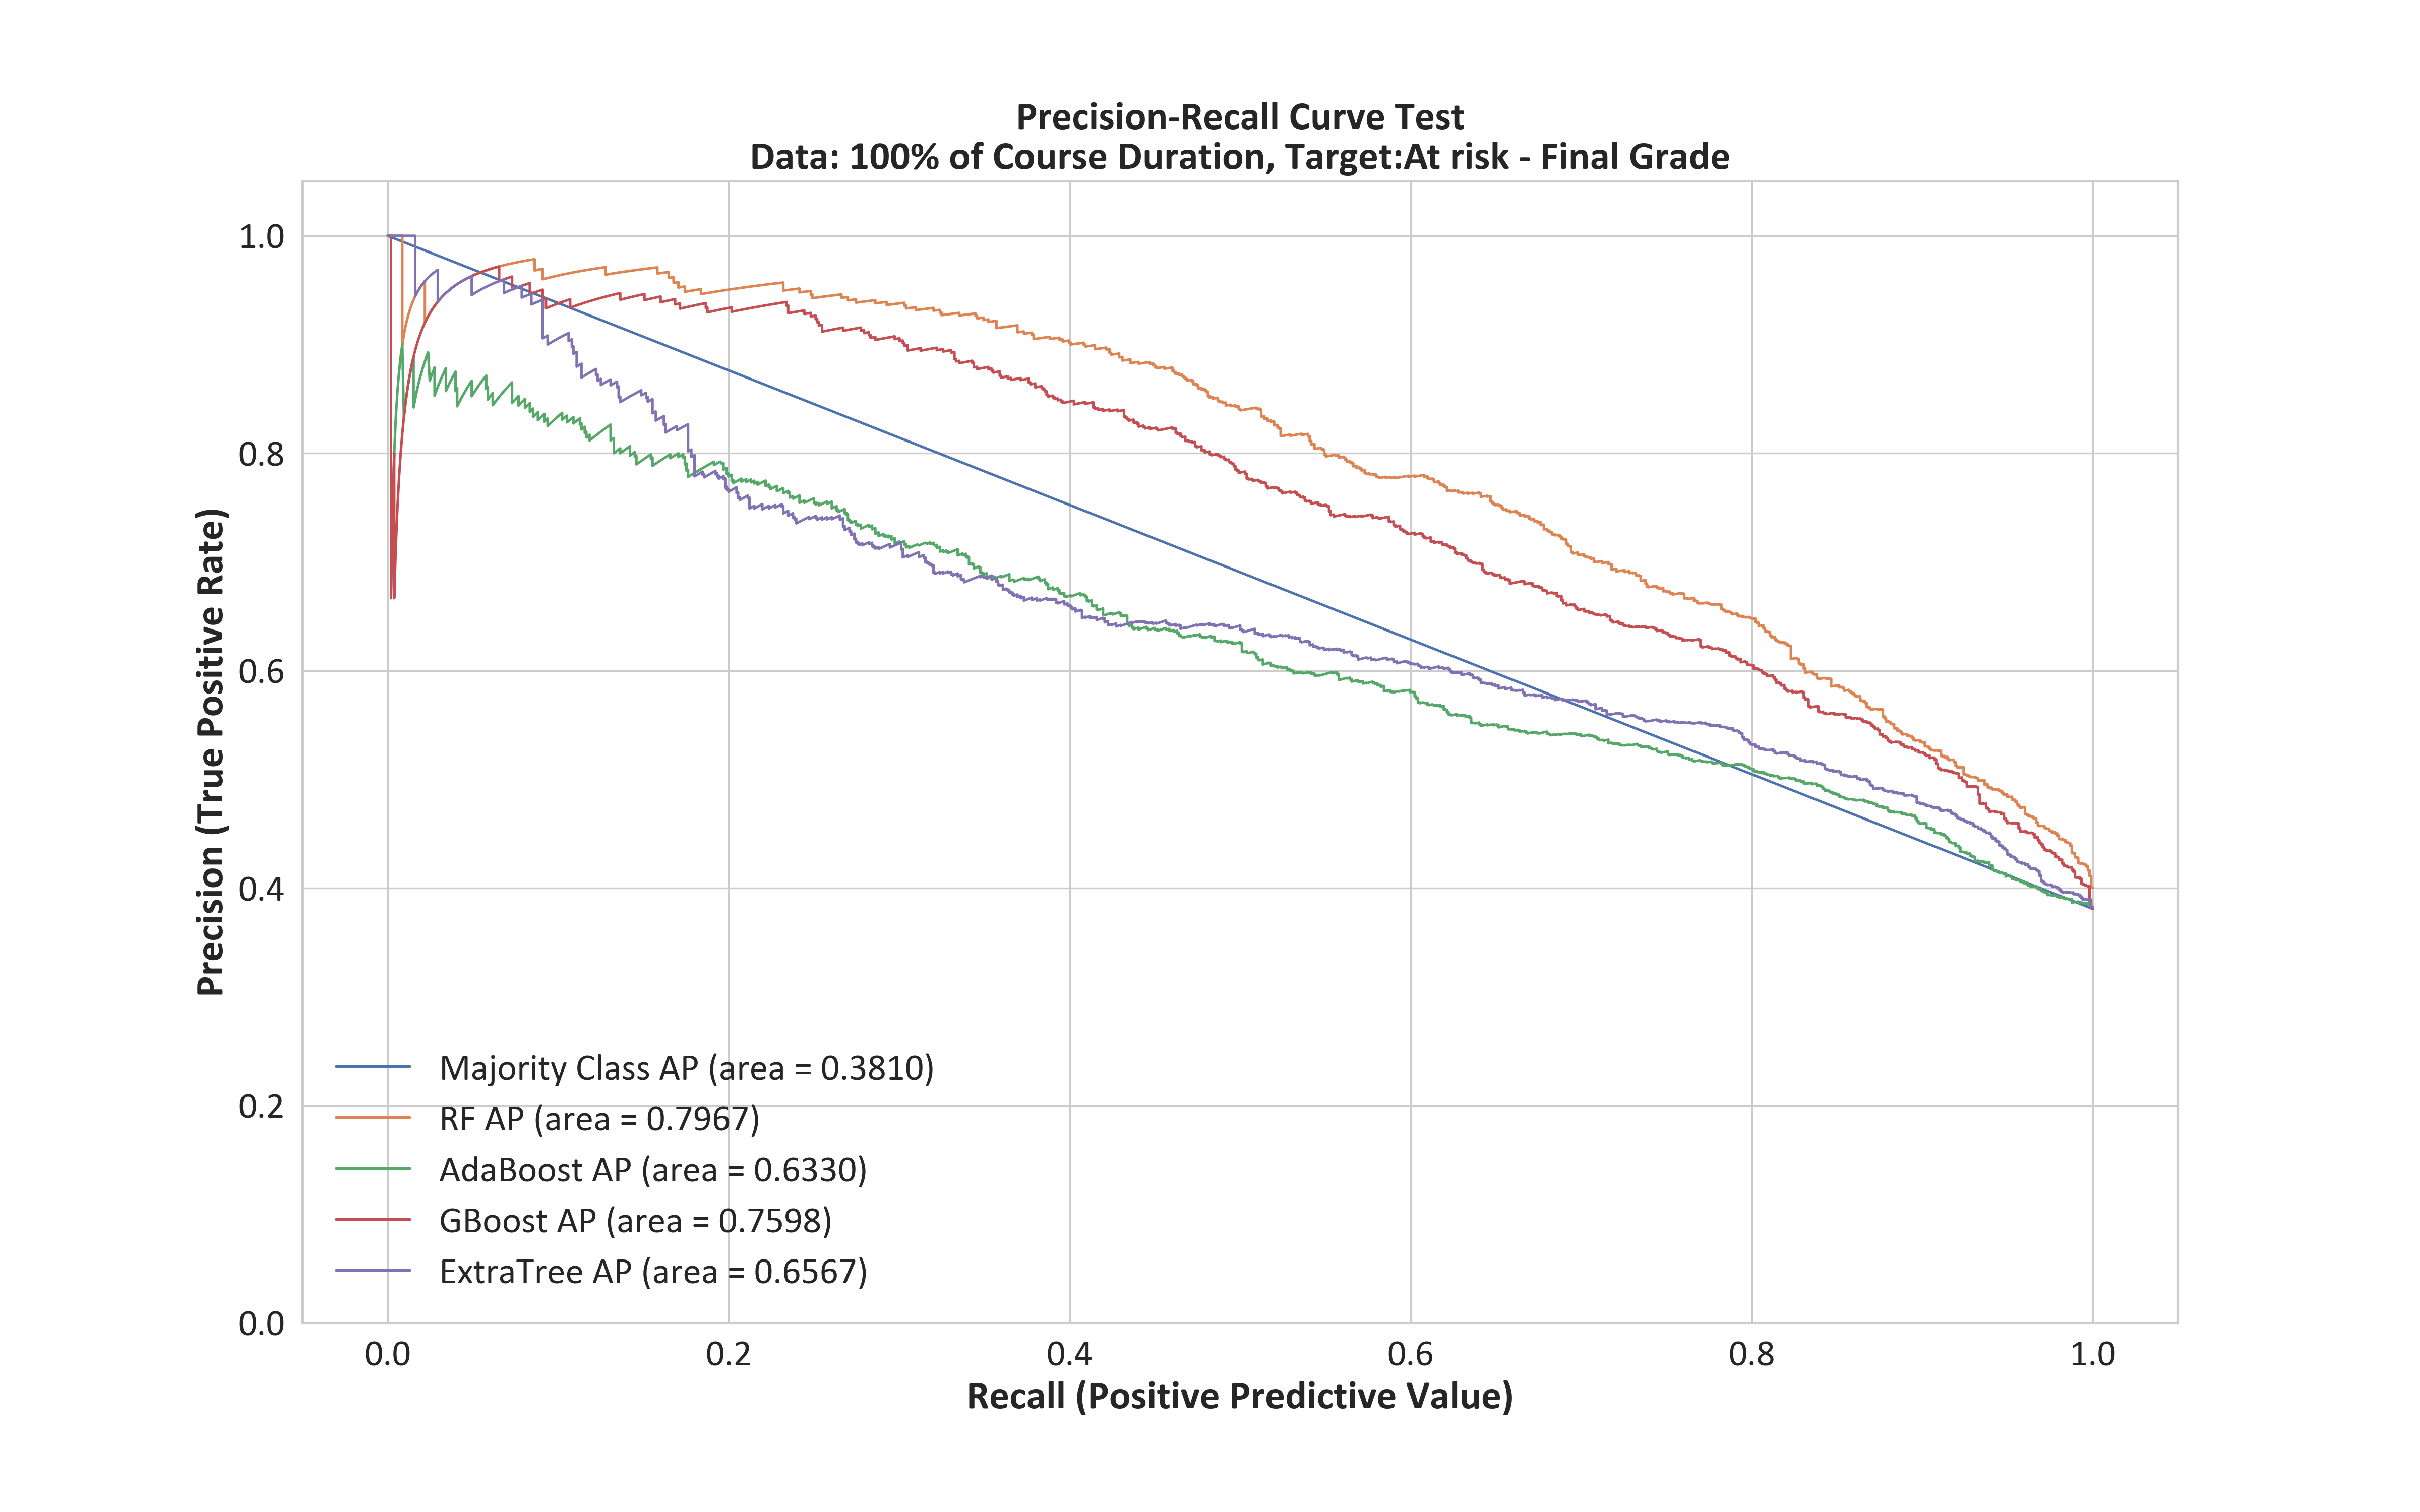 Precision-Recall Curve Test
Data: 100% of Course Duration, Target:At risk - Final Grade
Precision (True Positive Rate)
1.0
0.8
0.6
0.4
0.2
0.0
Majority Class AP (area = 0.3810)
RF AP (area = 0.7967)
AdaBoost AP (area = 0.6330)
GBoost AP (area = 0.7598)
ExtraTree AP (area = 0.6567)
0.0 0.2 0.4 0.6 0.8 1.0
Recall (Positive Predictive Value)